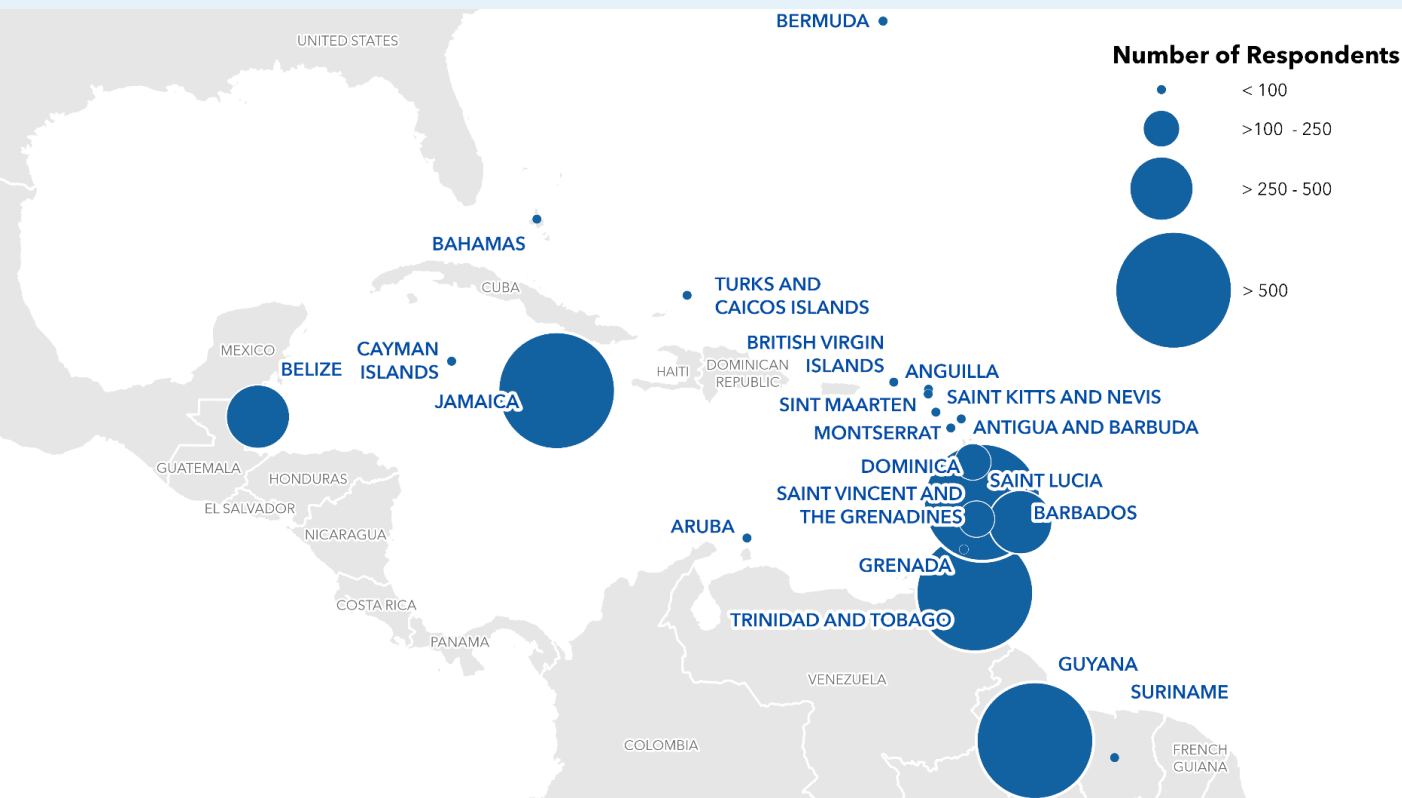 BERMUDA
UNITED STATES
Number of Respondents
< 100
>100 - 250
> 250 - 500
> 500
BAHAMAS
CUBA
TURKS AND
CAICOS ISLANDS
MEXICO
BELIZE
CAYMAN
ISLANDS
JAMAICA
HAITI
DOMINICAN
REPUBLIC
BRITISH VIRGIN
ISLANDS
ANGUILLA
SINT MAARTEN
SAINT KITTS AND NEVIS
MONTSERRAT
ANTIGUA AND BARBUDA
GUATEMALA
HONDURAS
EL SALVADOR
NICARAGUA
DOMINICA
SAINT LUCIA
SAINT VINCENT AND
THE GRENADINES
BARBADOS
ARUBA
GRENADA
COSTA RICA
TRINIDAD AND TOBAGO
PANAMA
VENEZUELA
GUYANA
SURINAME
COLOMBIA
FRENCH
GUIANA